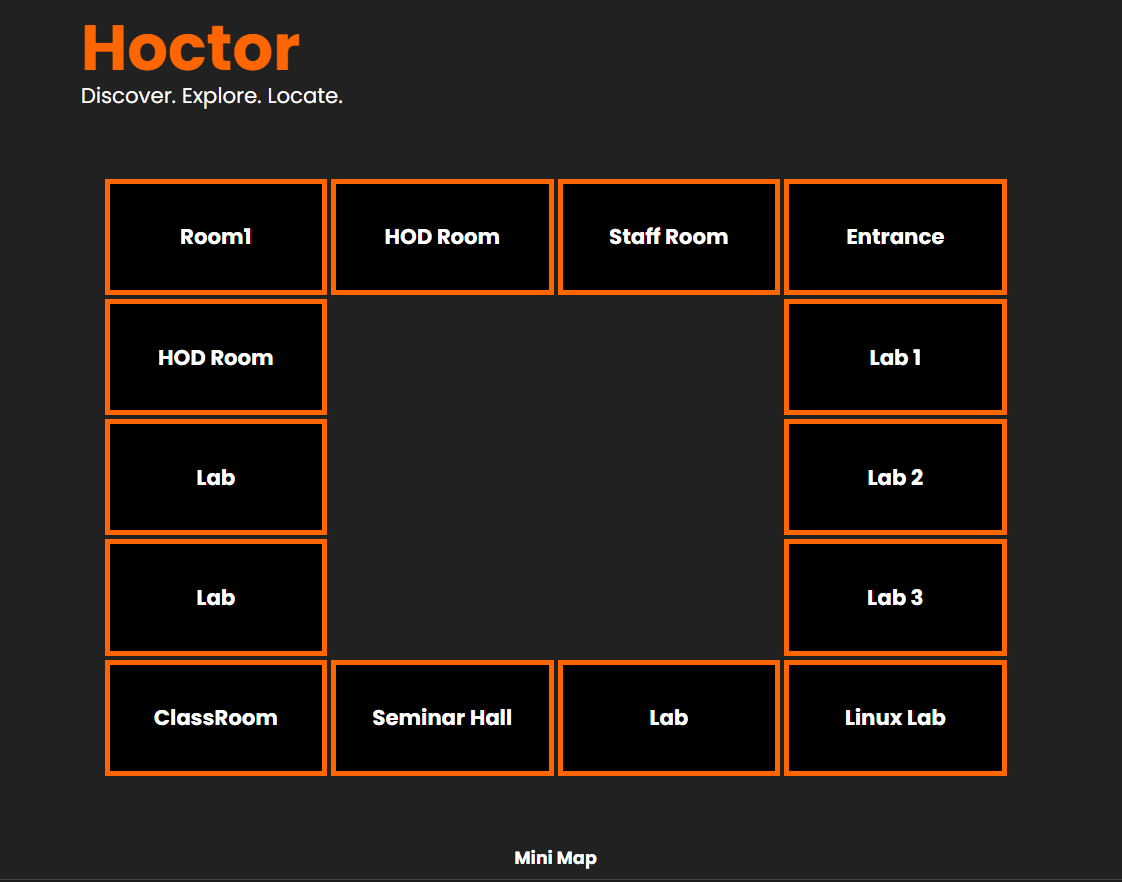 Hoctor
Discover. Explore. Locate.
Room1
HOD Room
Staff Room
Entrance
HOD Room
Lab 1
Lab
Lab 2
Lab
Lab 3
ClassRoom
Seminar Hall
Lab
Linux Lab
Mini Map